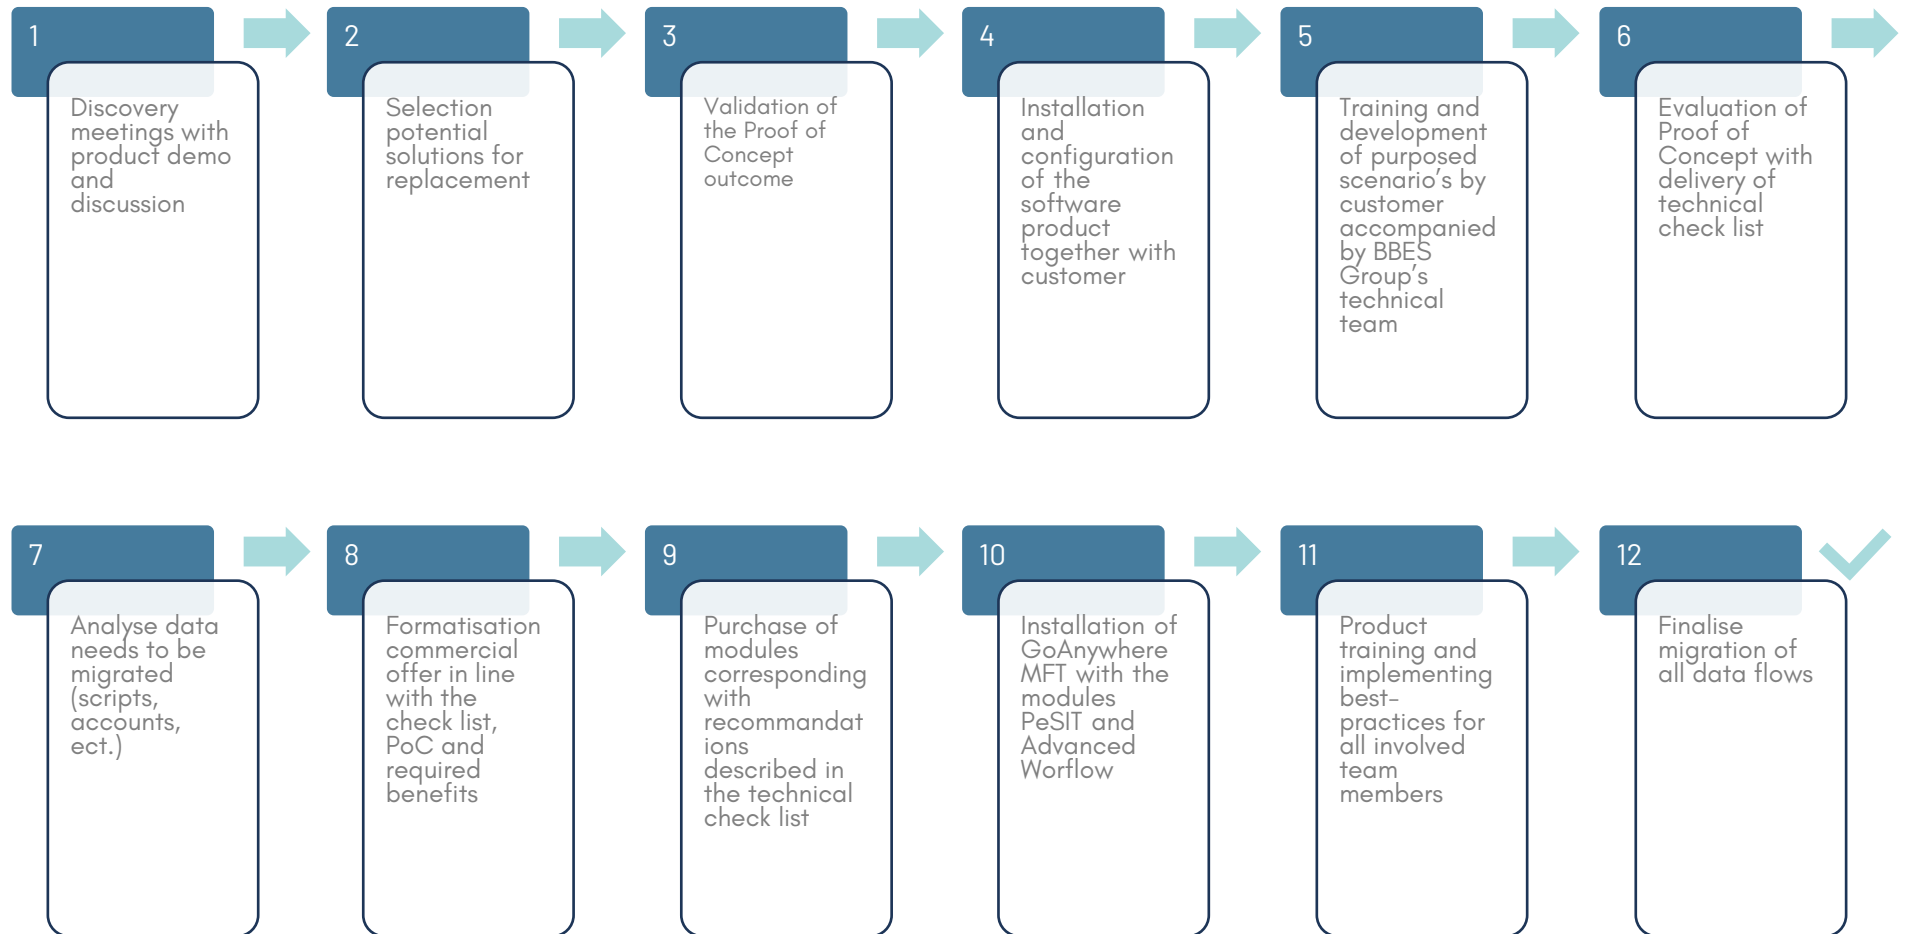 1
Discovery
meetings with
product demo
and
discussion
2
Selection
potential
solutions for
replacement
3
Validation of
the Proof of
Concept
outcome
4
Installation
and
configuration
of the
software
product
together with
customer
5
Training and
development
of purposed
scenario's by
customer
accompanied
by BBES
Group's
technical
team
6
Evaluation of
Proof of
Concept with
delivery of
technical
check list
7
Analyse data
needs to be
migrated
(scripts,
accounts,
ect.)
8
Formatisation
commercial
offer in line
with the
check list,
PoC and
required
benefits
9
Purchase of
modules
corresponding
with
recommandat
ions
described in
the technical
check list
10
Installation of
GoAnywhere
MFT with the
modules
PeSIT and
Advanced
Worflow
11
Product
training and
implementing
best-
practices for
all involved
team
members
12
Finalise
migration of
all data flows